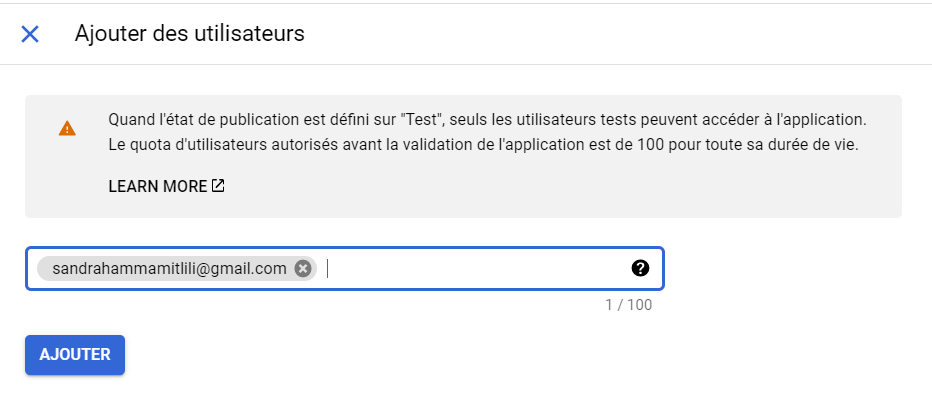 Ajouter des utilisateurs
Quand l'état de publication est défini sur "Test", seuls les utilisateurs tests peuvent accéder à l'application.
Le quota d'utilisateurs autorisés avant la validation de l'application est de 100 pour toute sa durée de vie.
LEARN MORE
sandrahammamitlili@gmail.com
1 / 100
AJOUTER